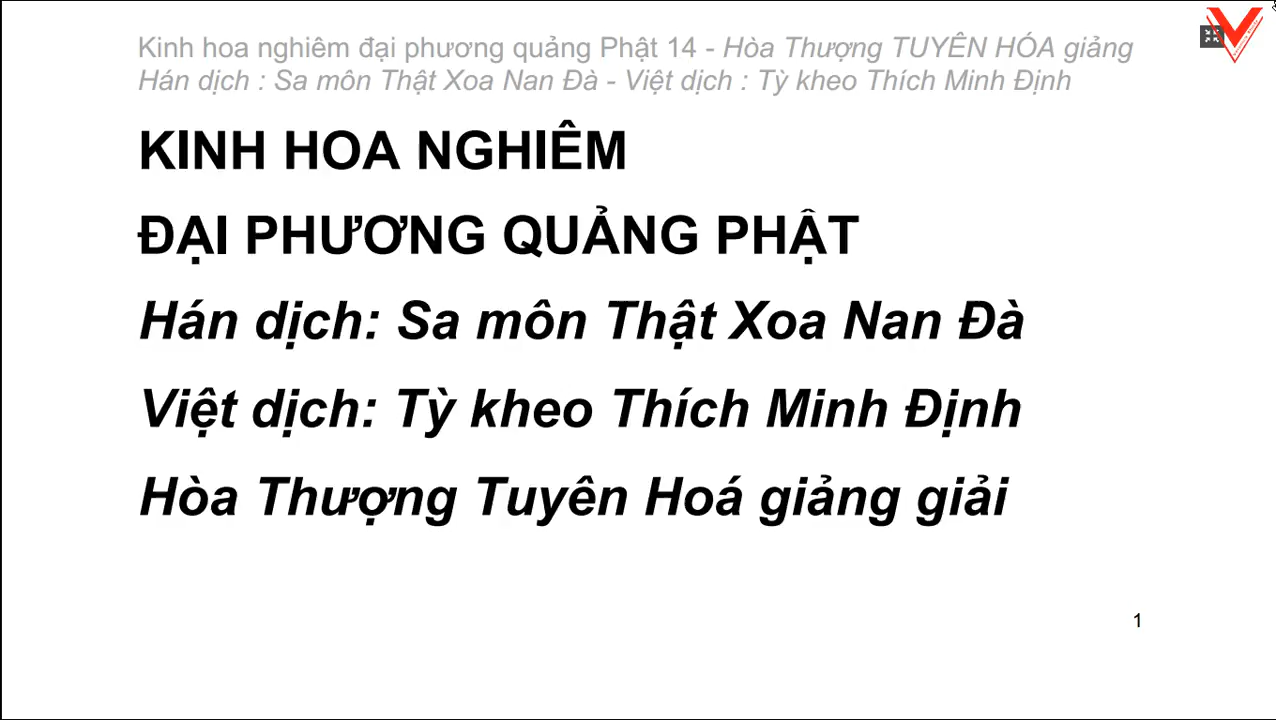 Kinh hoa nghiêm đại phương quảng Phật 14 - Hòa Thượng TUYÊN HÓA giảng
Hán dịch : Sa môn Thật Xoa Nan Đà - Việt dịch : Tỳ kheo Thích Minh Định
KINH HOA NGHIÊM
ĐẠI PHƯƠNG QUẢNG PHẬT
Hán dịch: Sa môn Thật Xoa Nan Đà
Việt dịch: Tỳ kheo Thích Minh Định
Hòa Thượng Tuyên Hoá giảng giải
1